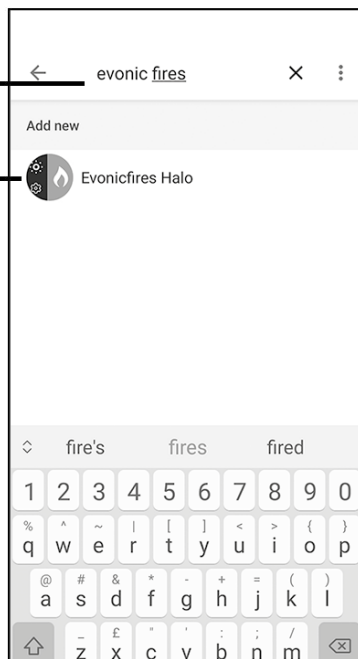 evonic fires
Add new
Evonicfires Halo
fire's fires fired
1 2 3 4 5 6 7 8 9 0
% ^ ~ | [ ] < > { }
q w e r t y u i o p
@ # & * - + = ( )
a s d f g h j k l
_ £ " ' : ; /
z x c v b n m